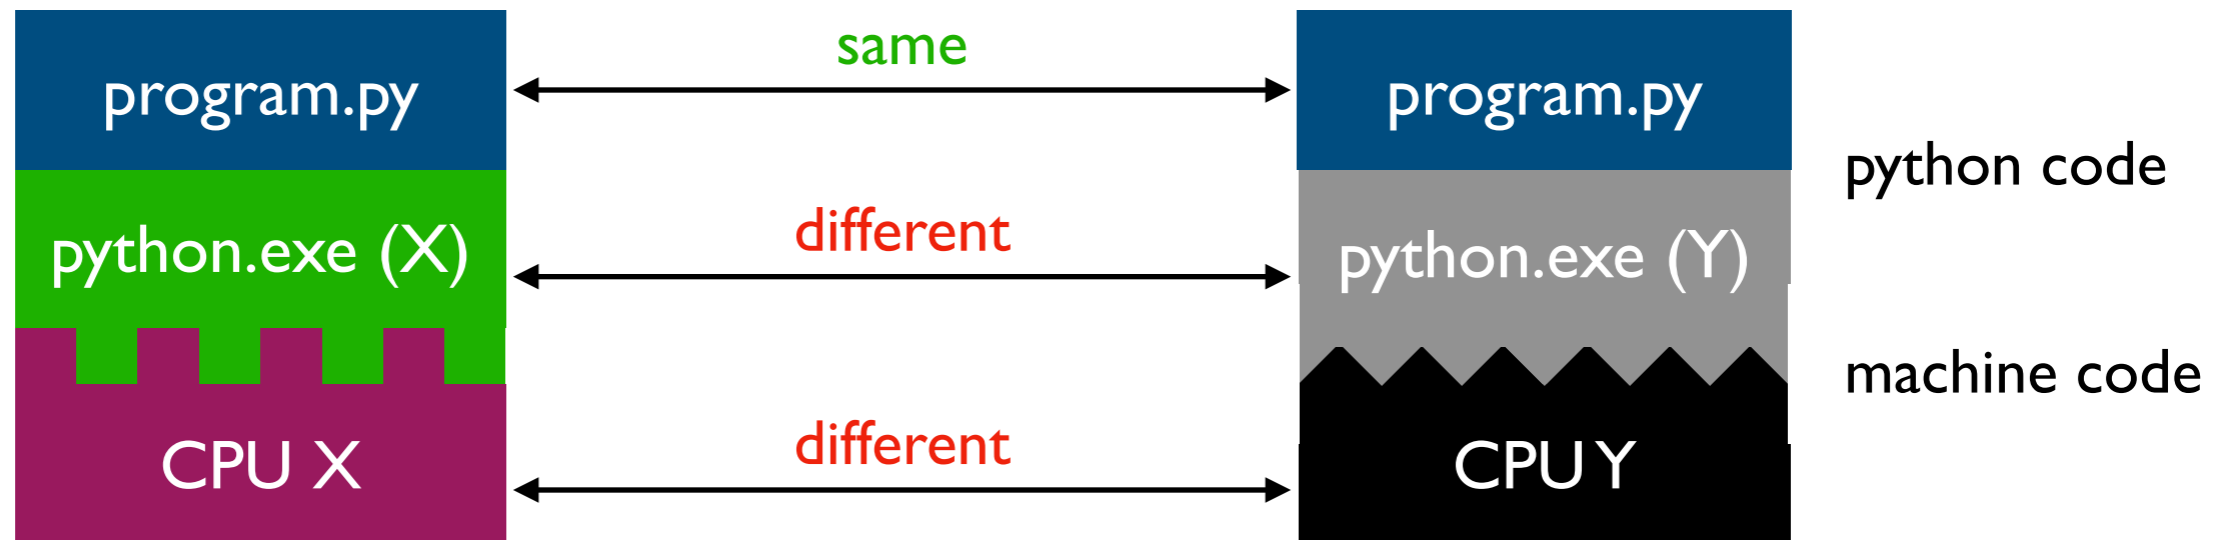 same
program.py
program.py
python code
different
python.exe (X)
python.exe (Y)
machine code
different
CPU X
CPU Y